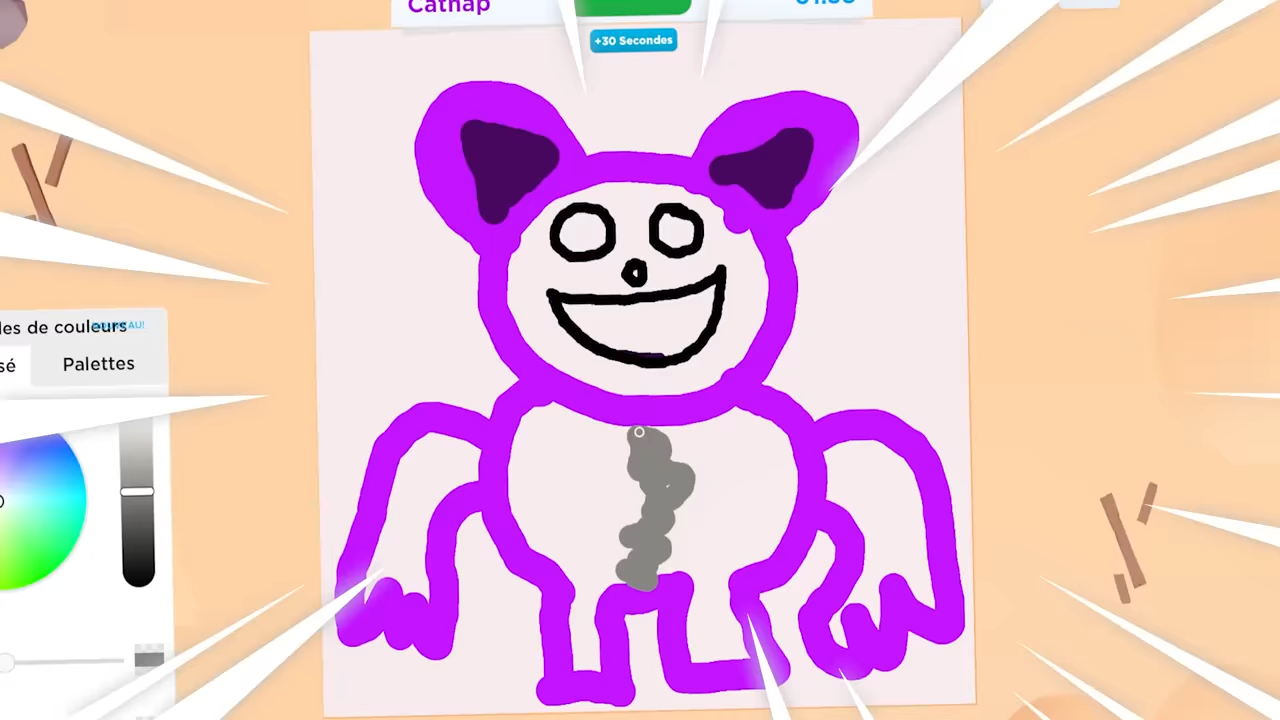 Catnap
+30 Secondes
les de couleurs
sé
Palettes